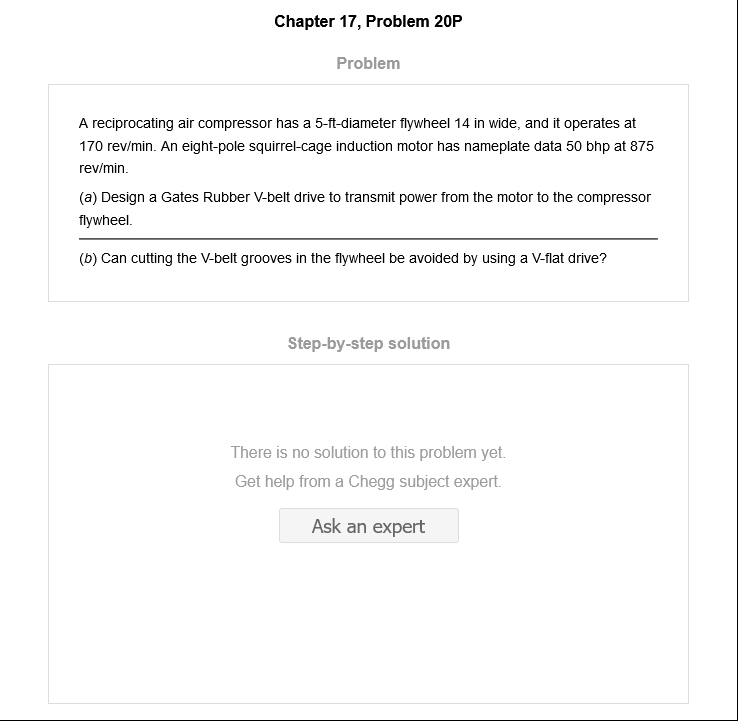 Chapter 17, Problem 20P
Problem
A reciprocating air compressor has a 5-ft-diameter flywheel 14 in wide, and it operates at
170 rev/min. An eight-pole squirrel-cage induction motor has nameplate data 50 bhp at 875
rev/min.
(a) Design a Gates Rubber V-belt drive to transmit power from the motor to the compressor
flywheel.
(b) Can cutting the V-belt grooves in the flywheel be avoided by using a V-flat drive?
Step-by-step solution
There is no solution to this problem yet.
Get help from a Chegg subject expert.
Ask an expert